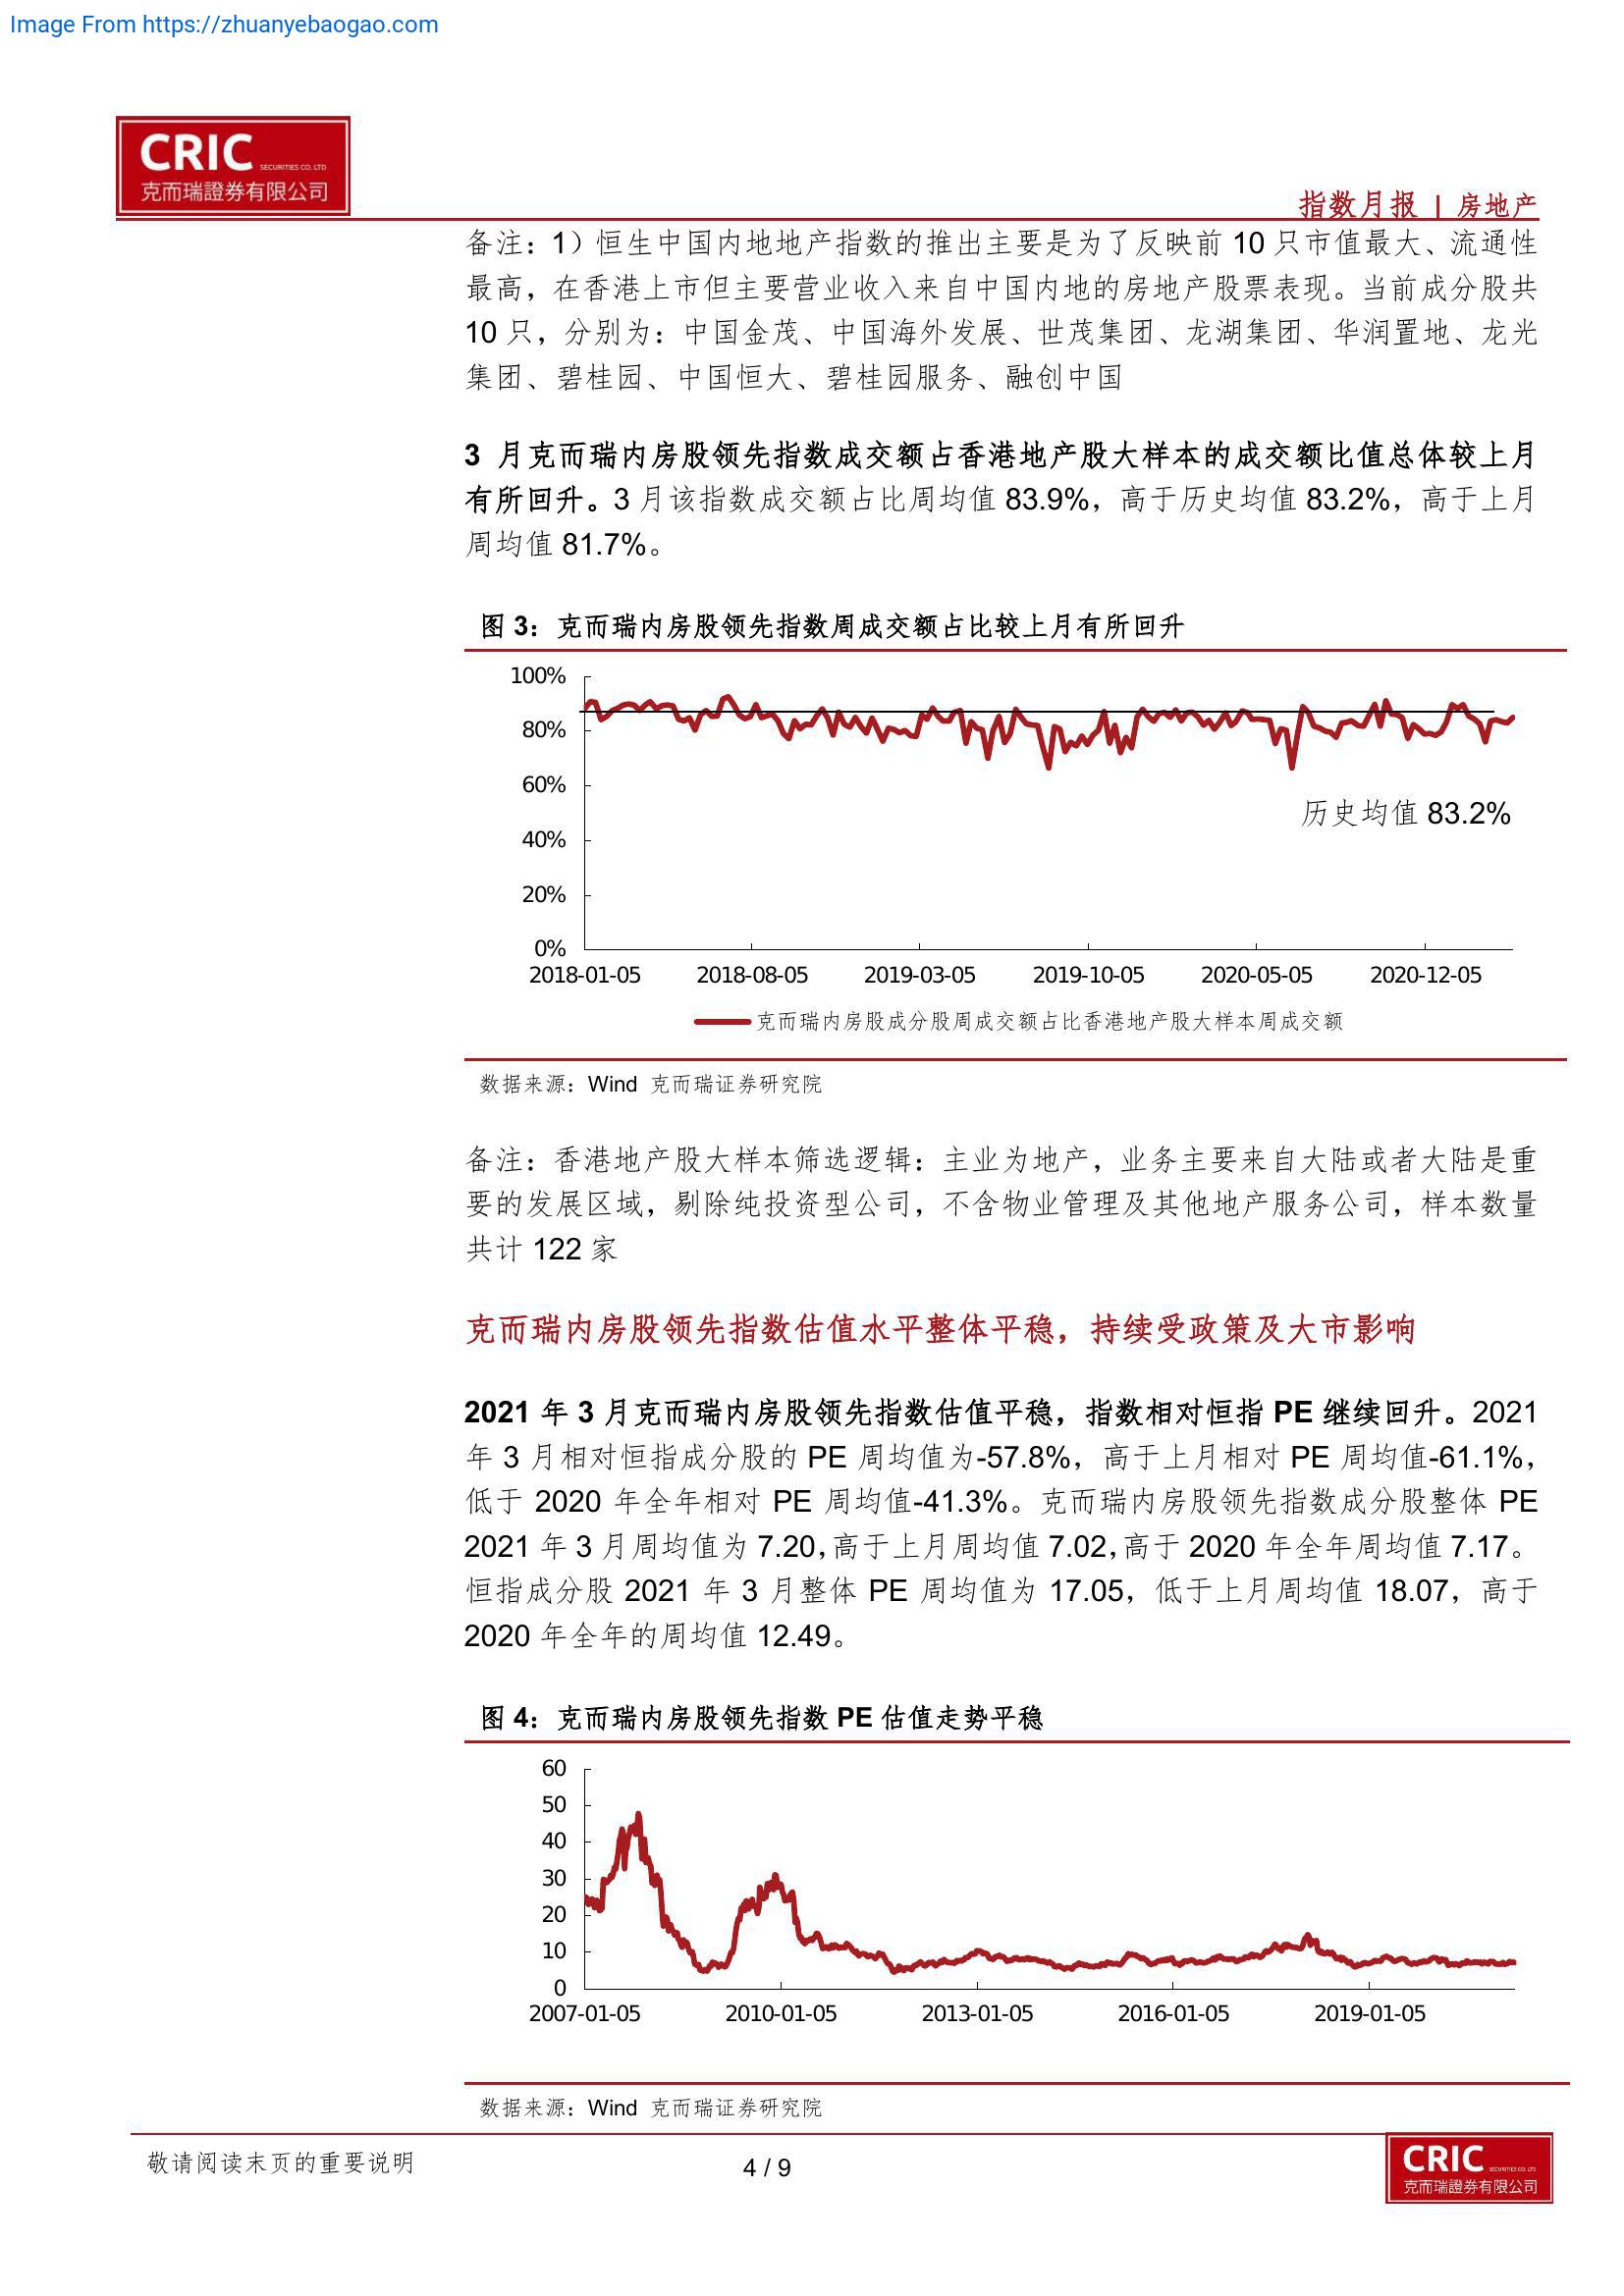 Image From https://zhuanyebaogao.com
CRIC SECURITIES CO. LTD
克而瑞證券有限公司
指数月报 | 房地产
备注：1）恒生中国内地地产指数的推出主要是为了反映前 10 只市值最大、流通性
最高，在香港上市但主要营业收入来自中国内地的房地产股票表现。当前成分股共
10 只，分别为：中国金茂、中国海外发展、世茂集团、龙湖集团、华润置地、龙光
集团、碧桂园、中国恒大、碧桂园服务、融创中国
3 月克而瑞内房股领先指数成交额占香港地产股大样本的成交额比值总体较上月
有所回升。3 月该指数成交额占比周均值 83.9%，高于历史均值 83.2%，高于上月
周均值 81.7%。
图 3：克而瑞内房股领先指数周成交额占比较上月有所回升
100%
80%
60%
历史均值 83.2%
40%
20%
0%
2018-01-05 2018-08-05 2019-03-05 2019-10-05 2020-05-05 2020-12-05
克而瑞内房股成分股周成交额占比香港地产股大样本周成交额
数据来源：Wind 克而瑞证券研究院
备注：香港地产股大样本筛选逻辑：主业为地产，业务主要来自大陆或者大陆是重
要的发展区域，剔除纯投资型公司，不含物业管理及其他地产服务公司，样本数量
共计 122 家
克而瑞内房股领先指数估值水平整体平稳，持续受政策及大市影响
2021 年 3 月克而瑞内房股领先指数估值平稳，指数相对恒指 PE 继续回升。2021
年 3 月相对恒指成分股的 PE 周均值为-57.8%，高于上月相对 PE 周均值-61.1%，
低于 2020 年全年相对 PE 周均值-41.3%。克而瑞内房股领先指数成分股整体 PE
2021 年 3 月周均值为 7.20，高于上月周均值 7.02，高于 2020 年全年周均值 7.17。
恒指成分股 2021 年 3 月整体 PE 周均值为 17.05，低于上月周均值 18.07，高于
2020 年全年的周均值 12.49。
图 4：克而瑞内房股领先指数 PE 估值走势平稳
60
50
40
30
20
10
0
2007-01-05 2010-01-05 2013-01-05 2016-01-05 2019-01-05
数据来源：Wind 克而瑞证券研究院
敬请阅读末页的重要说明
4 / 9
CRIC SECURITIES CO. LTD
克而瑞證券有限公司